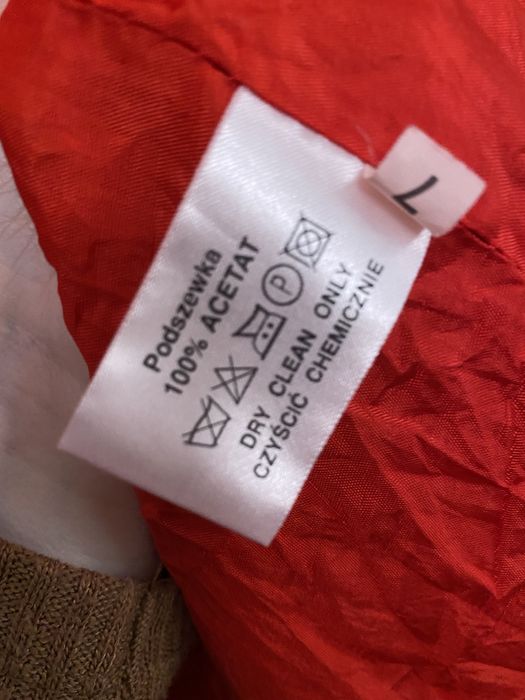 Podszewka
100% ACETAT
P
DRY CLEAN ONLY
CZYŚCIĆ CHEMICZNIE